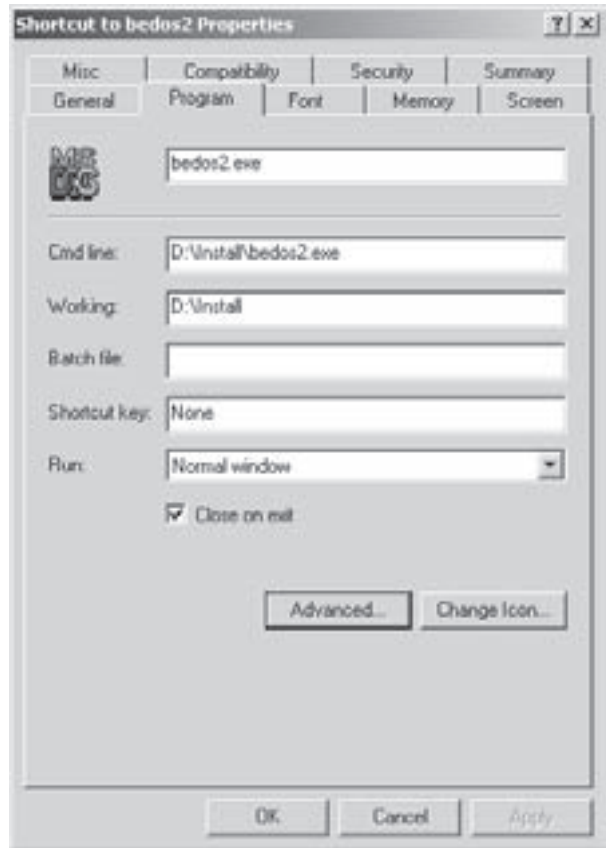 Shortcut to bedos2 Properties
Misc Compatibility Security Summary
General Program Font Memory Screen
MS DOS
bedos2.exe
Cmd line: D:\Install\bedos2.exe
Working: D:\Install
Batch file:
Shortcut key: None
Run: Normal window
Close on exit
Advanced... Change Icon...
OK Cancel Apply